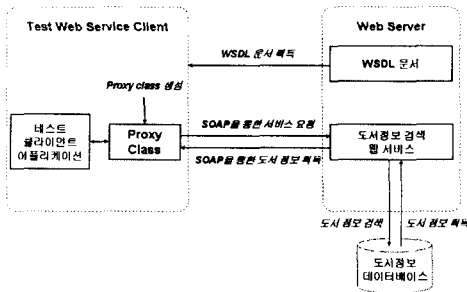 Test Web Service Client
Web Server
WSDL 문서 획득
WSDL 문서
Proxy class 생성
테스트
클라이언트
어플리케이션
Proxy
Class
SOAP을 통한 서비스 요청
SOAP을 통한 도서 정보 획득
도서정보 검색
웹 서비스
도서 정보 검색
도서 정보 획득
도서정보
데이터베이스